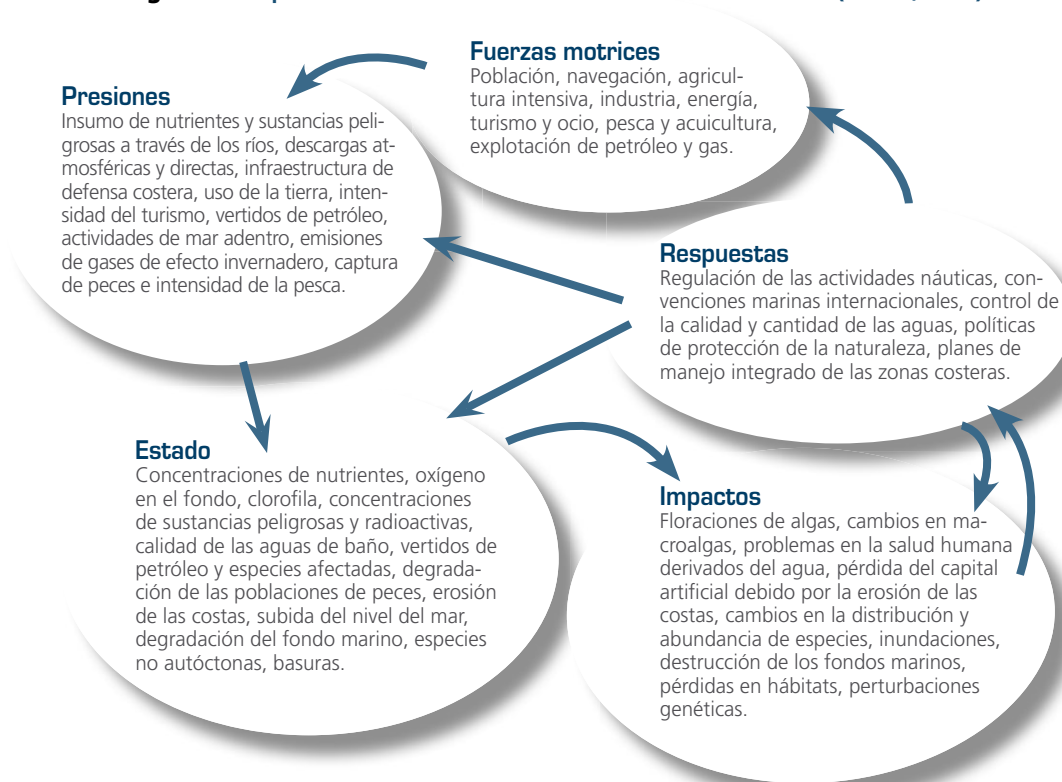 Fuerzas motrices
Población, navegación, agricul-
tura intensiva, industria, energía,
turismo y ocio, pesca y acuicultura,
explotación de petróleo y gas.
Presiones
Insumo de nutrientes y sustancias peli-
grosas a través de los ríos, descargas at-
mosféricas y directas, infraestructura de
defensa costera, uso de la tierra, inten-
sidad del turismo, vertidos de petróleo,
actividades de mar adentro, emisiones
de gases de efecto invernadero, captura
de peces e intensidad de la pesca.
Respuestas
Regulación de las actividades náuticas, con-
venciones marinas internacionales, control de
la calidad y cantidad de las aguas, políticas
de protección de la naturaleza, planes de
manejo integrado de las zonas costeras.
Estado
Concentraciones de nutrientes, oxígeno
en el fondo, clorofila, concentraciones
de sustancias peligrosas y radioactivas,
calidad de las aguas de baño, vertidos de
petróleo y especies afectadas, degrada-
ción de las poblaciones de peces, erosión
de las costas, subida del nivel del mar,
degradación del fondo marino, especies
no autóctonas, basuras.
Impactos
Floraciones de algas, cambios en ma-
croalgas, problemas en la salud humana
derivados del agua, pérdida del capital
artificial debido por la erosión de las
costas, cambios en la distribución y
abundancia de especies, inundaciones,
destrucción de los fondos marinos,
pérdidas en hábitats, perturbaciones
genéticas.